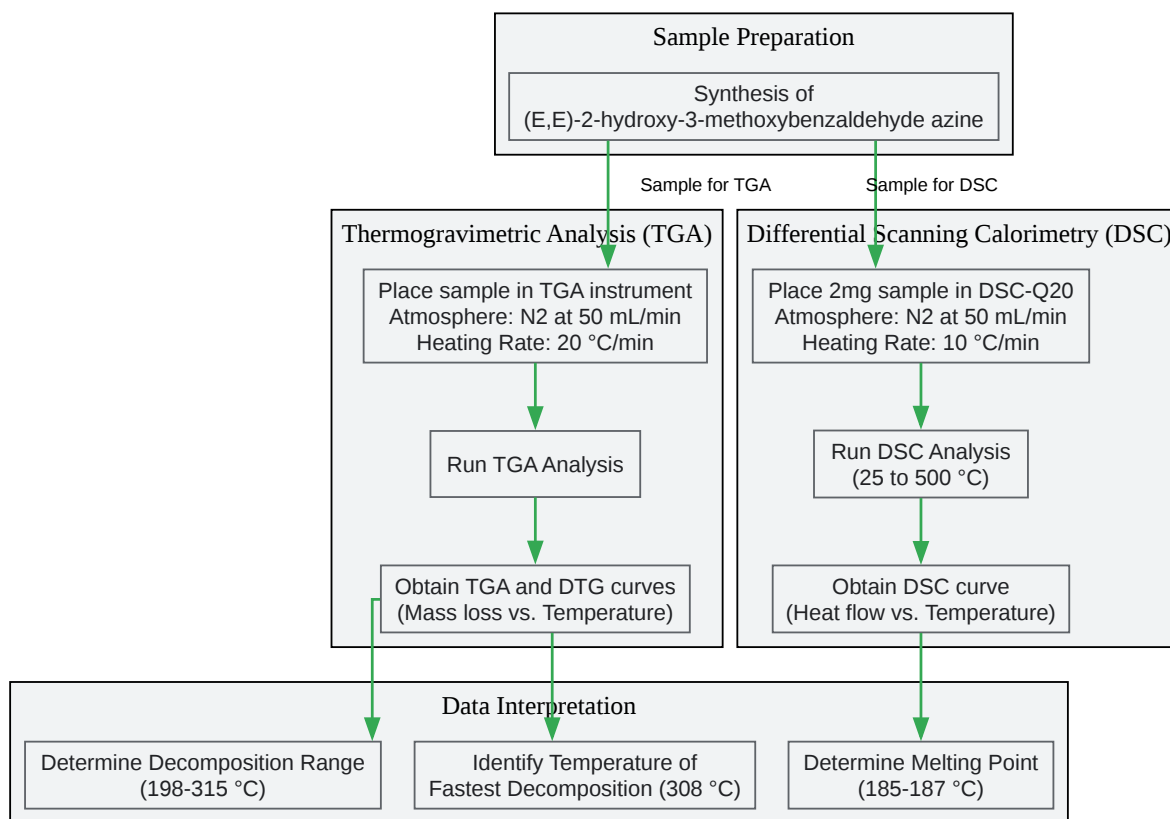 Sample Preparation
Synthesis of
(E,E)-2-hydroxy-3-methoxybenzaldehyde azine
Sample for TGA
Sample for DSC
Thermogravimetric Analysis (TGA)
Place sample in TGA instrument
Atmosphere: N2 at 50 mL/min
Heating Rate: 20 °C/min
Run TGA Analysis
Obtain TGA and DTG curves
(Mass loss vs. Temperature)
Differential Scanning Calorimetry (DSC)
Place 2mg sample in DSC-Q20
Atmosphere: N2 at 50 mL/min
Heating Rate: 10 °C/min
Run DSC Analysis
(25 to 500 °C)
Obtain DSC curve
(Heat flow vs. Temperature)
Data Interpretation
Determine Decomposition Range
(198-315 °C)
Identify Temperature of
Fastest Decomposition (308 °C)
Determine Melting Point
(185-187 °C)